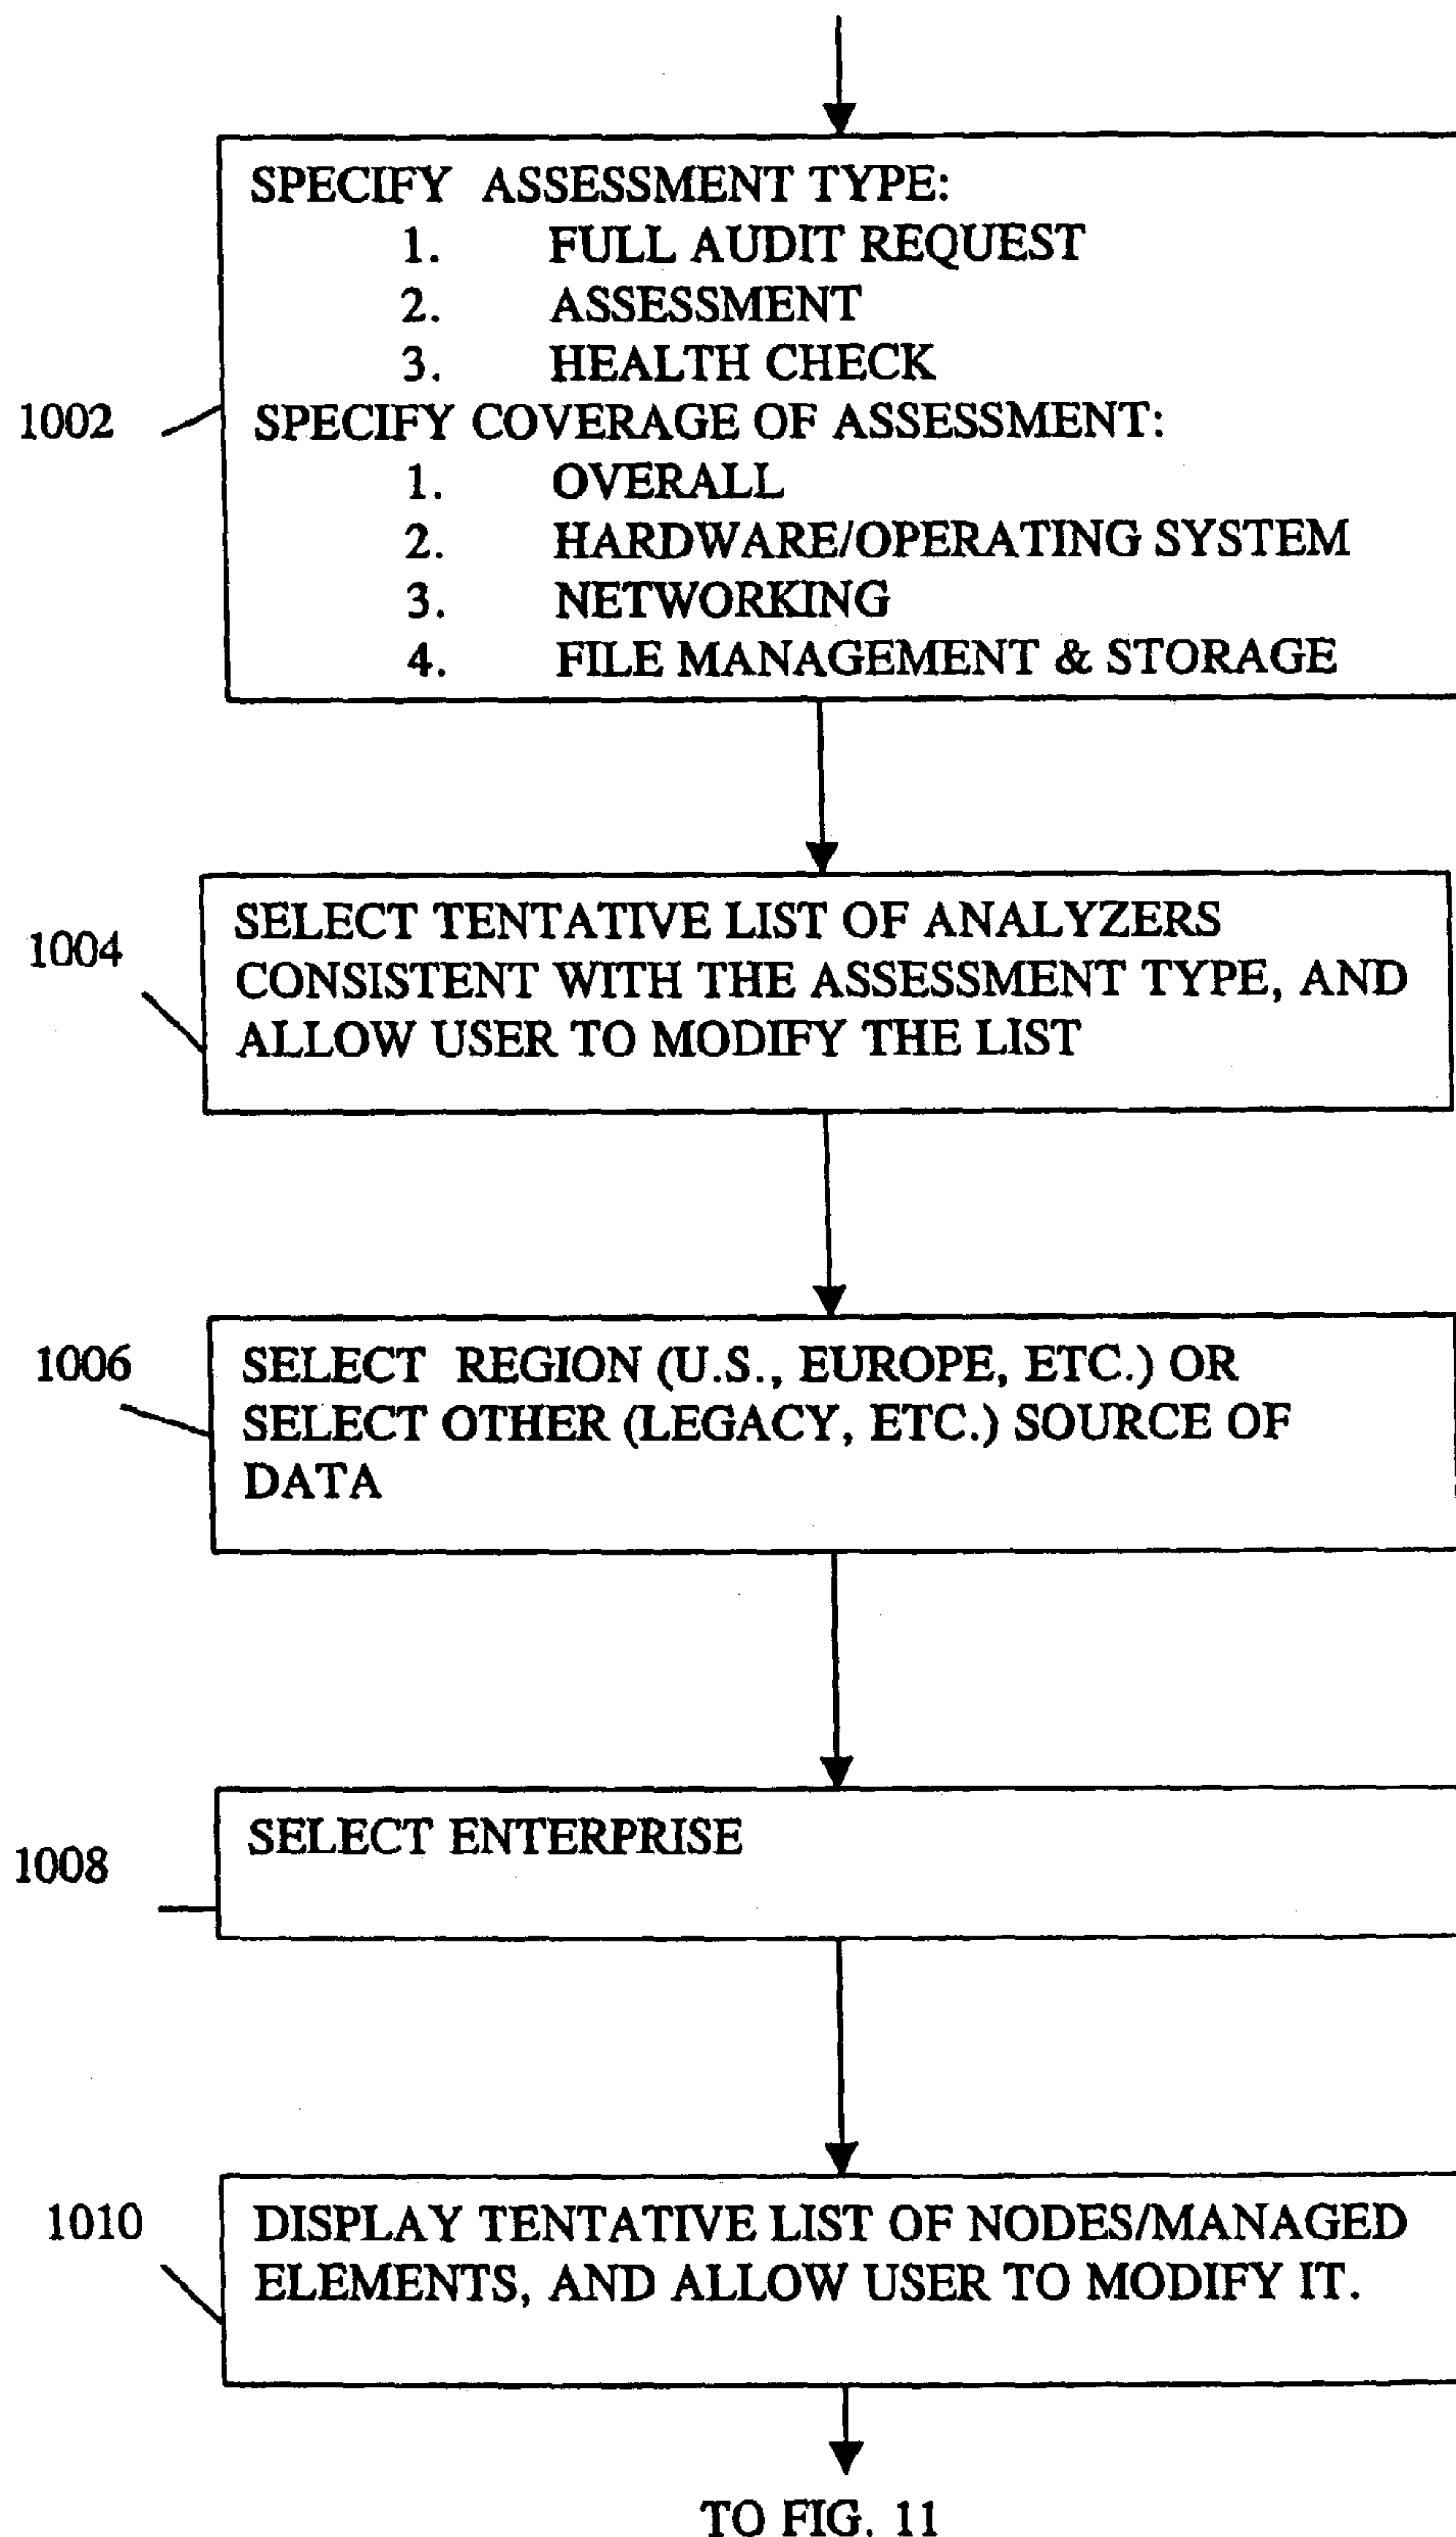 SPECIFY ASSESSMENT TYPE:
1. FULL AUDIT REQUEST
2. ASSESSMENT
3. HEALTH CHECK
1002
SPECIFY COVERAGE OF ASSESSMENT:
1. OVERALL
2. HARDWARE/OPERATING SYSTEM
3. NETWORKING
4. FILE MANAGEMENT & STORAGE
1004
SELECT TENTATIVE LIST OF ANALYZERS
CONSISTENT WITH THE ASSESSMENT TYPE, AND
ALLOW USER TO MODIFY THE LIST
1006
SELECT REGION (U.S., EUROPE, ETC.) OR
SELECT OTHER (LEGACY, ETC.) SOURCE OF
DATA
1008
SELECT ENTERPRISE
1010
DISPLAY TENTATIVE LIST OF NODES/MANAGED
ELEMENTS, AND ALLOW USER TO MODIFY IT.
TO FIG. 11